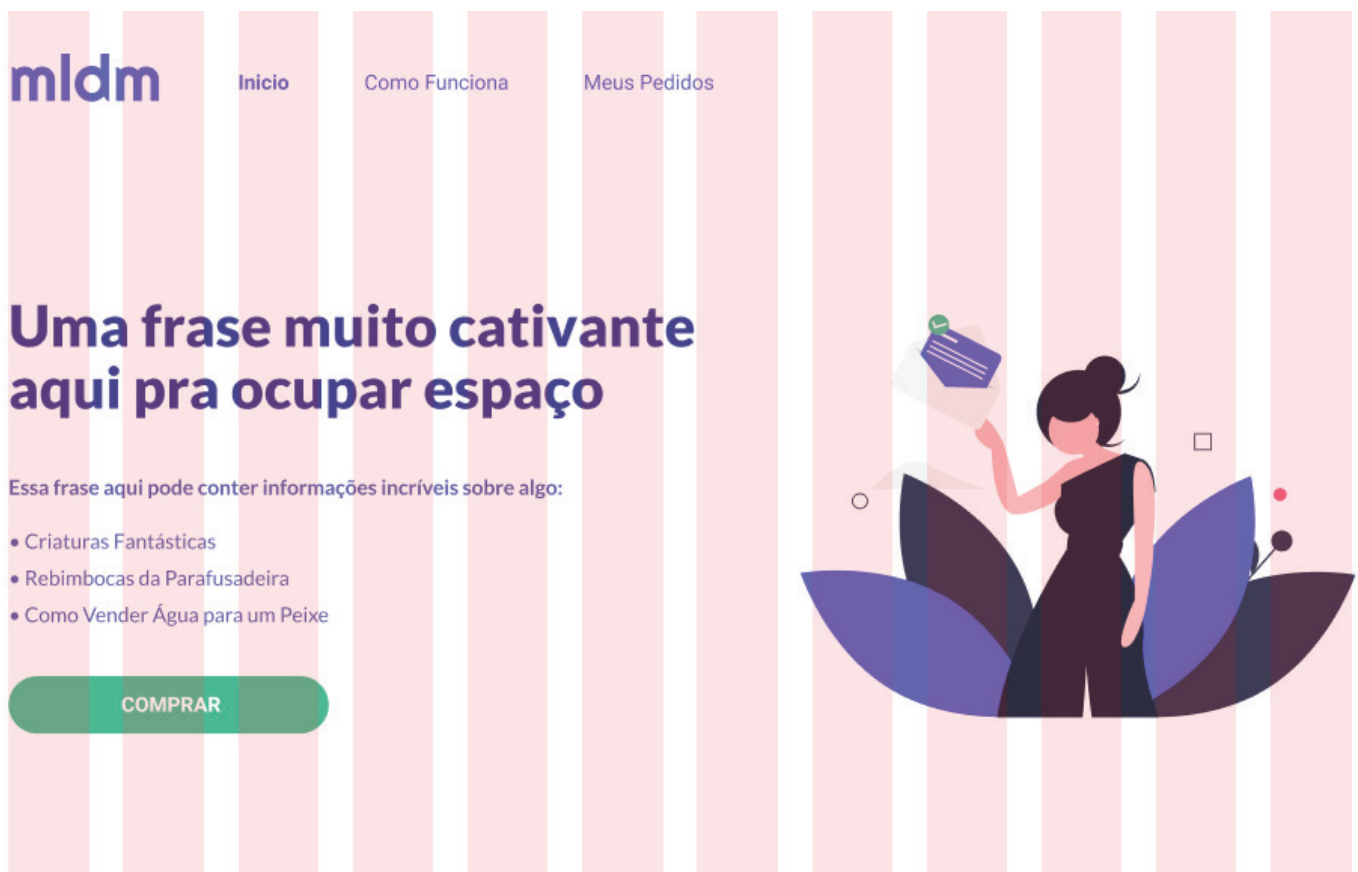 mldm
Inicio
Como Funciona
Meus Pedidos
Uma frase muito cativante
aqui pra ocupar espaço
Essa frase aqui pode conter informações incríveis sobre algo:
• Criaturas Fantásticas
• Rebimbocas da Parafusadeira
• Como Vender Água para um Peixe
COMPRAR